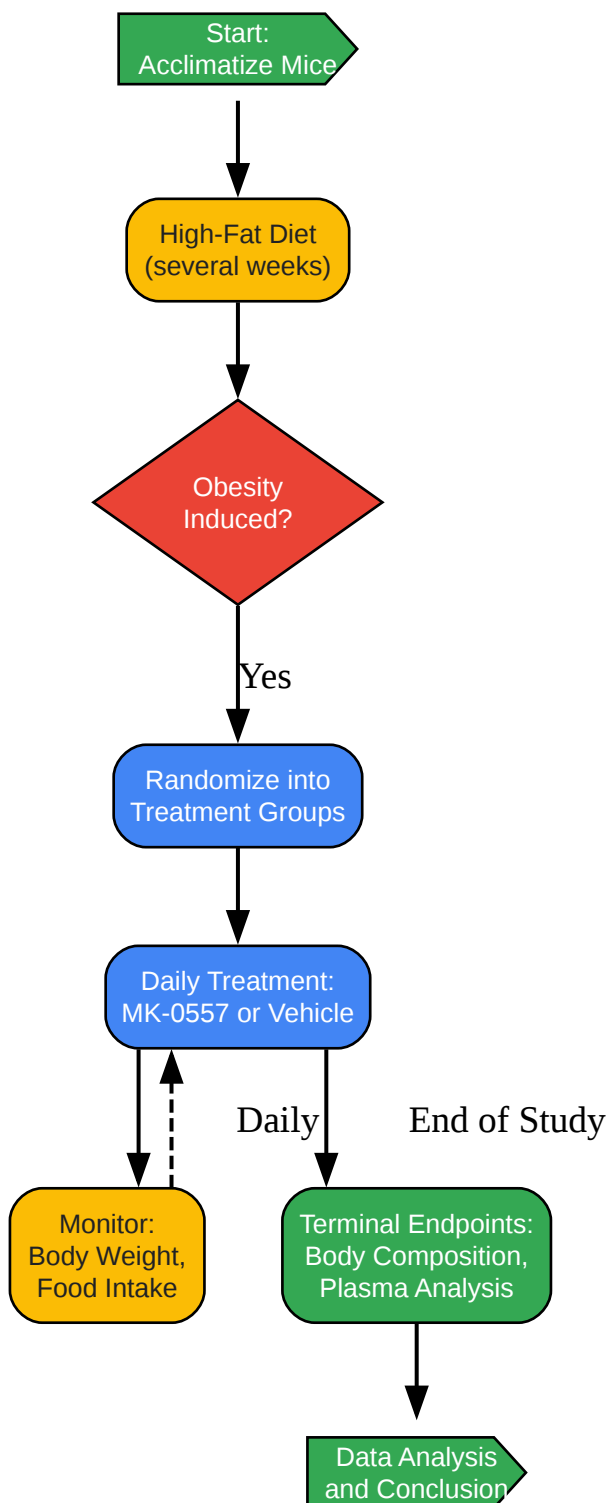 Start:
Acclimatize Mice
High-Fat Diet
(several weeks)
Obesity
Induced?
Yes
Randomize into
Treatment Groups
Daily Treatment:
MK-0557 or Vehicle
Daily
End of Study
Monitor:
Body Weight,
Food Intake
Terminal Endpoints:
Body Composition,
Plasma Analysis
Data Analysis
and Conclusion